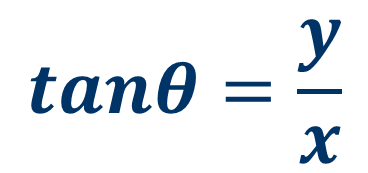 tanθ = y/x